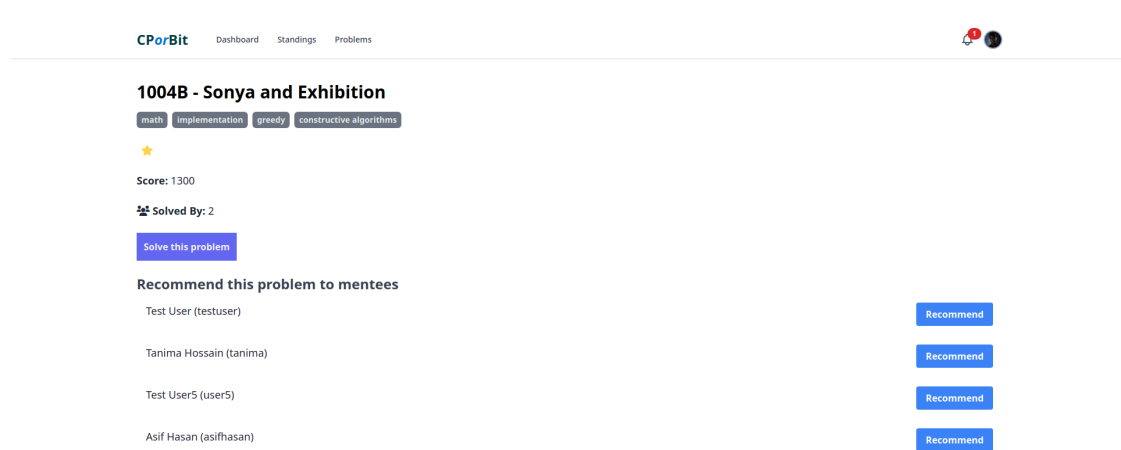 CPorBit Dashboard Standings Problems 1
1004B - Sonya and Exhibition
math implementation greedy constructive algorithms
Score: 1300
Solved By: 2
Solve this problem
Recommend this problem to mentees
Test User (testuser) Recommend
Tanima Hossain (tanima) Recommend
Test User5 (user5) Recommend
Asif Hasan (asifhasan) Recommend